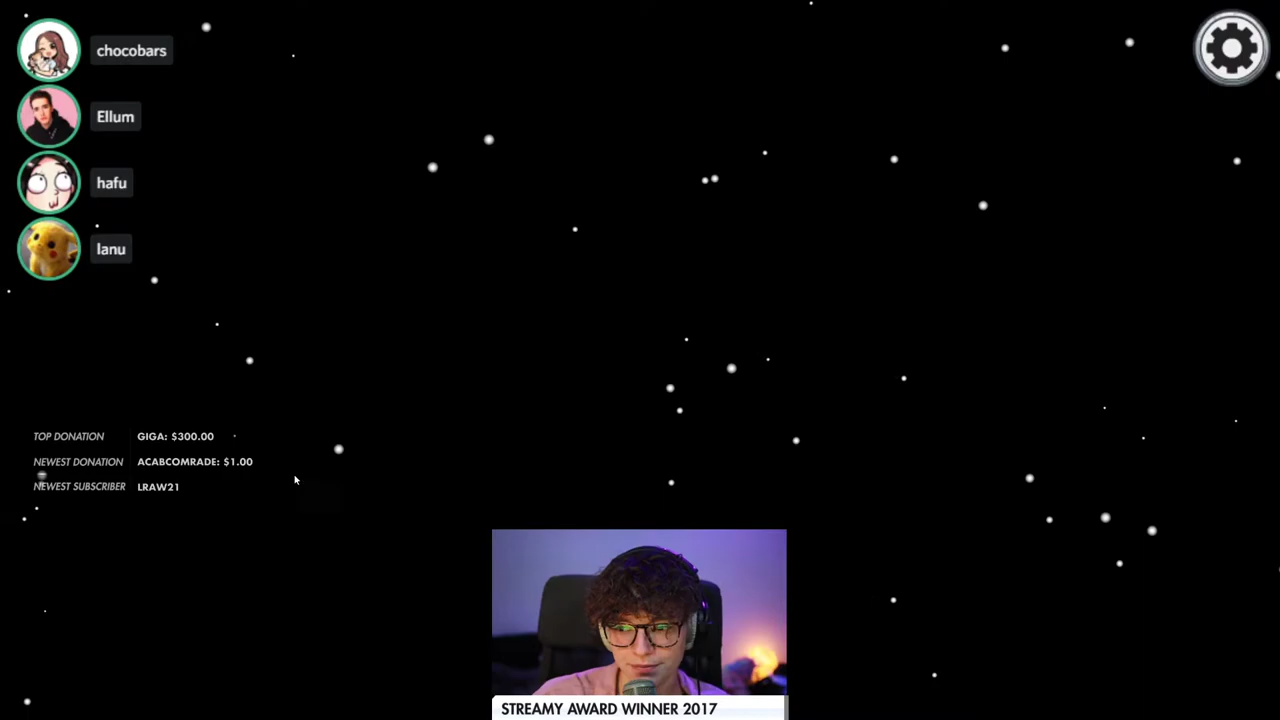 chocobars
Ellum
hafu
lanu
TOP DONATION GIGA: $300.00
NEWEST DONATION ACABCOMRADE: $1.00
NEWEST SUBSCRIBER LRAW21
STREAMY AWARD WINNER 2017